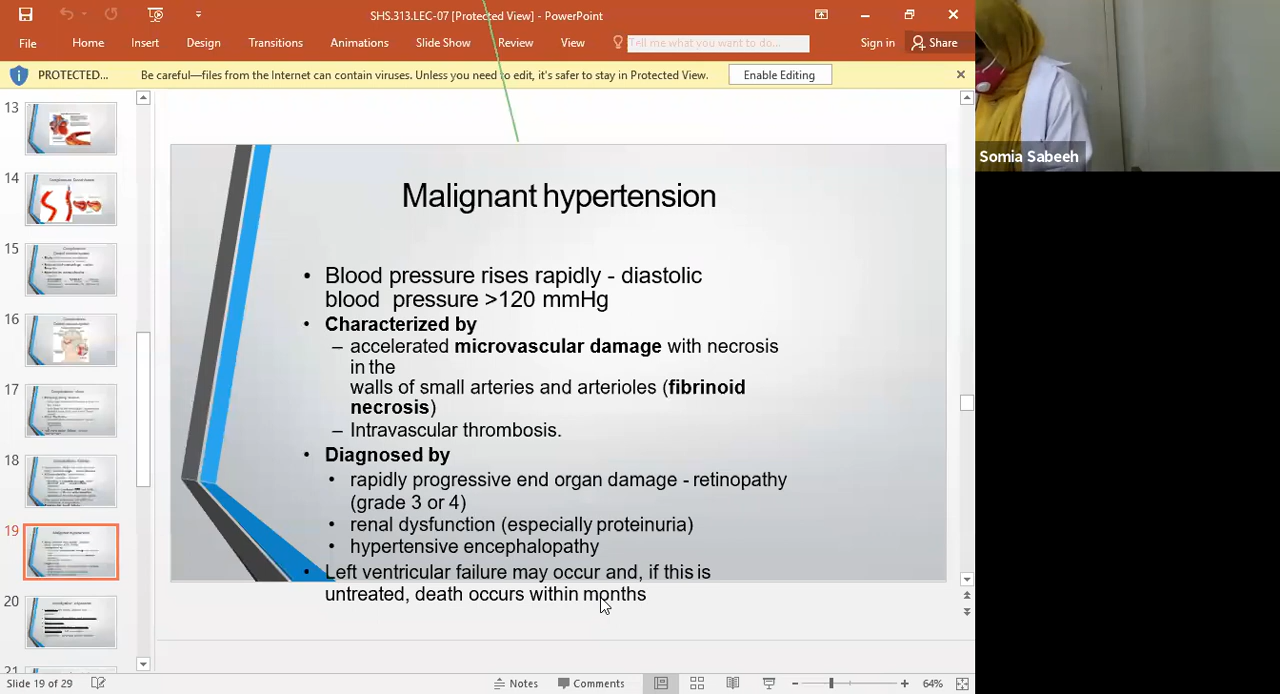 SHS.313.LEC-07 [Protected View] - PowerPoint
File Home Insert Design Transitions Animations Slide Show Review View Tell me what you want to do... Sign in Share
PROTECTED... Be careful—files from the Internet can contain viruses. Unless you need to edit, it's safer to stay in Protected View. Enable Editing
Somia Sabeeh
13
14
15
16
17
18
19
20
21
Malignant hypertension
• Blood pressure rises rapidly - diastolic
blood pressure >120 mmHg
• Characterized by
– accelerated microvascular damage with necrosis
in the
walls of small arteries and arterioles (fibrinoid
necrosis)
– Intravascular thrombosis.
• Diagnosed by
• rapidly progressive end organ damage - retinopathy
(grade 3 or 4)
• renal dysfunction (especially proteinuria)
hypertensive encephalopathy
• Left ventricular failure may occur and, if this is
untreated, death occurs within months
Slide 19 of 29 Notes Comments 64%